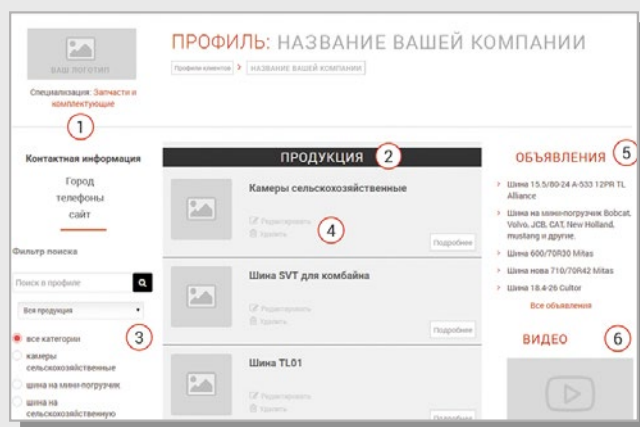 ВАШ ЛОГОТИП
Специализация: Запчасти и
комплектующие
1
ПРОФИЛЬ: НАЗВАНИЕ ВАШЕЙ КОМПАНИИ
Профили клиентов > НАЗВАНИЕ ВАШЕЙ КОМПАНИИ
Контактная информация
Город
телефоны
сайт
Фильтр поиска
Поиск в профиле
Вся продукция
3
все категории
камеры
сельскохозяйственные
шина на мини-погрузчик
шина на
сельскохозяйственную
ПРОДУКЦИЯ 2
Камеры сельскохозяйственные
Редактировать
Удалить
4
Подробнее
Шина SVT для комбайна
Редактировать
Удалить
Подробнее
Шина TL01
Редактировать
Удалить
Подробнее
ОБЪЯВЛЕНИЯ 5
> Шина 15.5/80-24 A-533 12PR TL
Alliance
> Шина на мини-погрузчик Bobcat,
Volvo, JCB, CAT, New Holland,
mustang и другие.
> Шина 600/70R30 Mitas
> Шина нова 710/70R42 Mitas
> Шина 18.4-26 Cultor
Все объявления
ВИДЕО 6